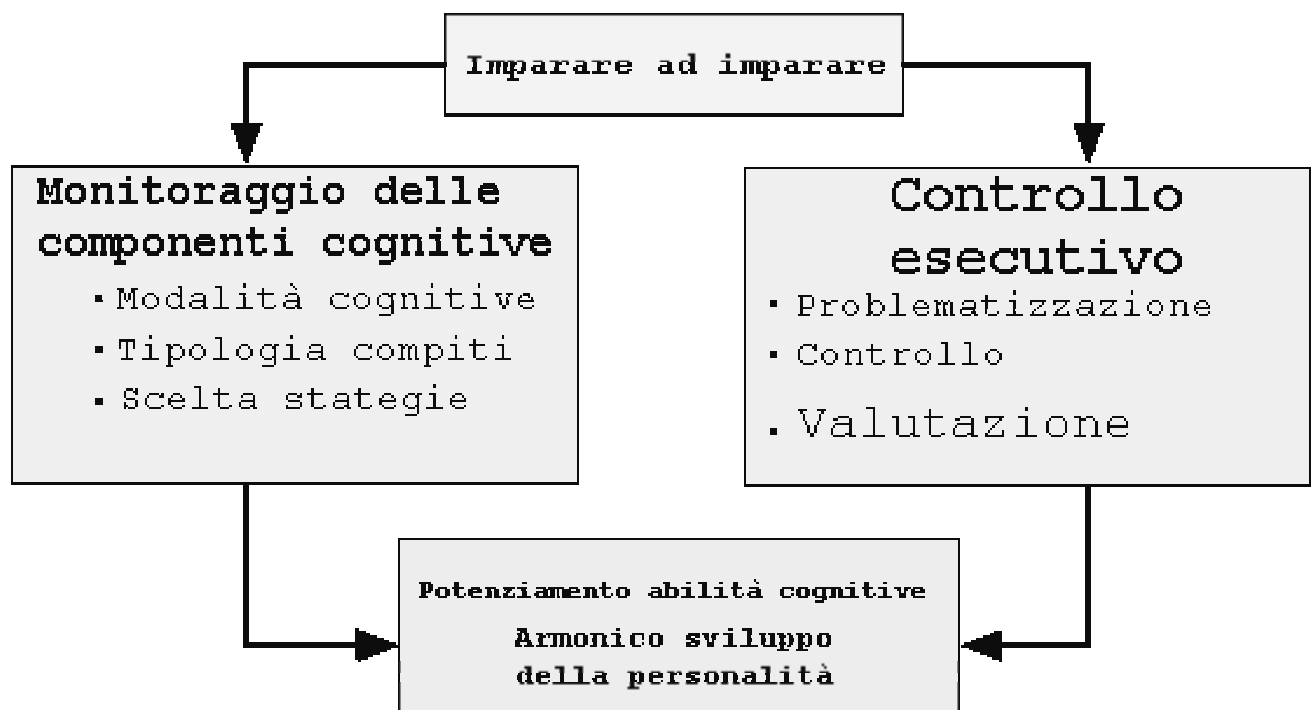 Imparare ad imparare
Monitoraggio delle
componenti cognitive
▪ Modalità cognitive
▪ Tipologia compiti
▪ Scelta stategie
Controllo
esecutivo
▪ Problematizzazione
▪ Controllo
▪ Valutazione
Potenziamento abilità cognitive
Armonico sviluppo
della personalità